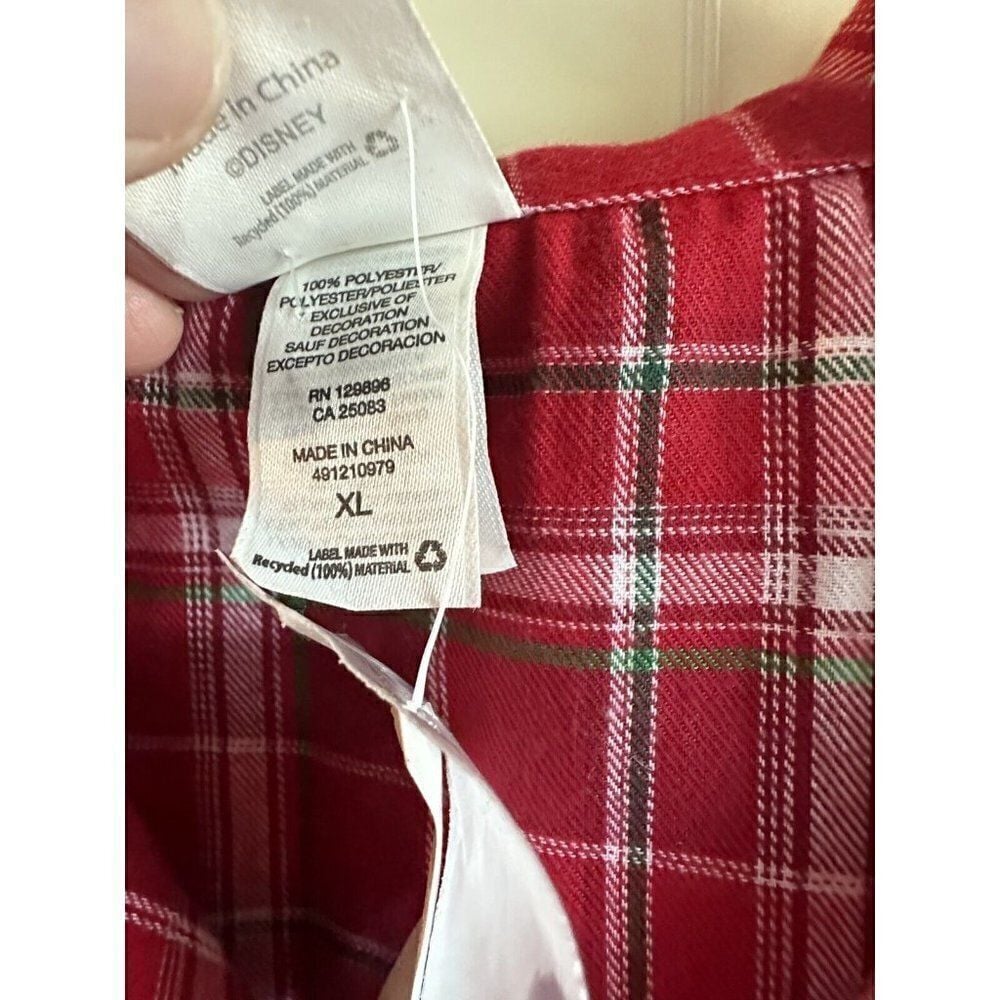 Made in China
©DISNEY
LABEL MADE WITH
Recycled (100%) MATERIAL
100% POLYESTER/
POLYESTER/POLIESTER
EXCLUSIVE OF
DECORATION
SAUF DECORATION
EXCEPTO DECORACION
RN 129896
CA 25083
MADE IN CHINA
491210979
XL
LABEL MADE WITH
Recycled (100%) MATERIAL